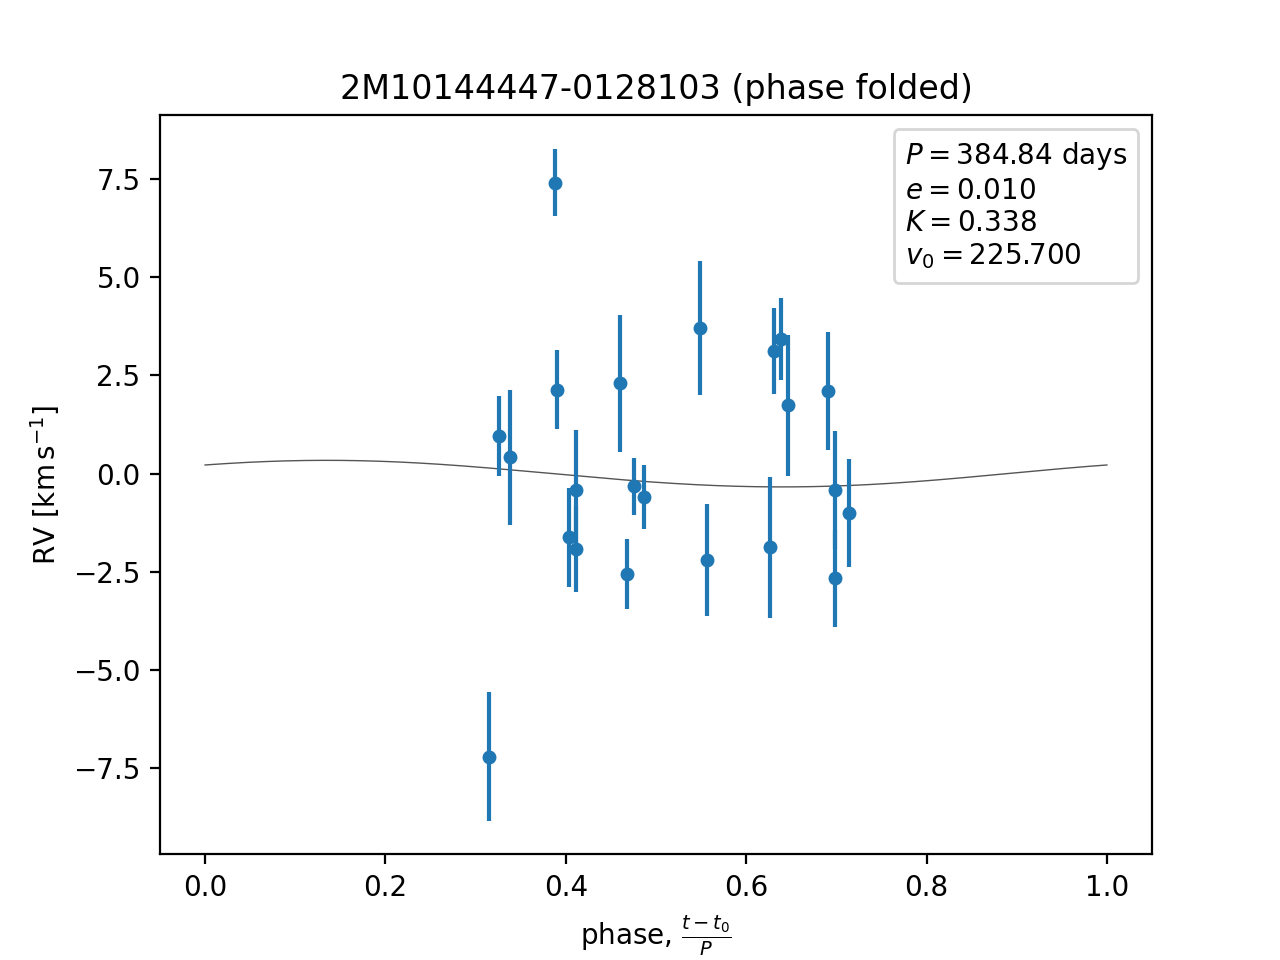 2M10144447-0128103 (phase folded)
P = 384.84 days
e = 0.010
K = 0.338
v₀ = 225.700
RV [km s⁻¹]
7.5
5.0
2.5
0.0
−2.5
−5.0
−7.5
0.0 0.2 0.4 0.6 0.8 1.0
phase, (t − t₀)/P